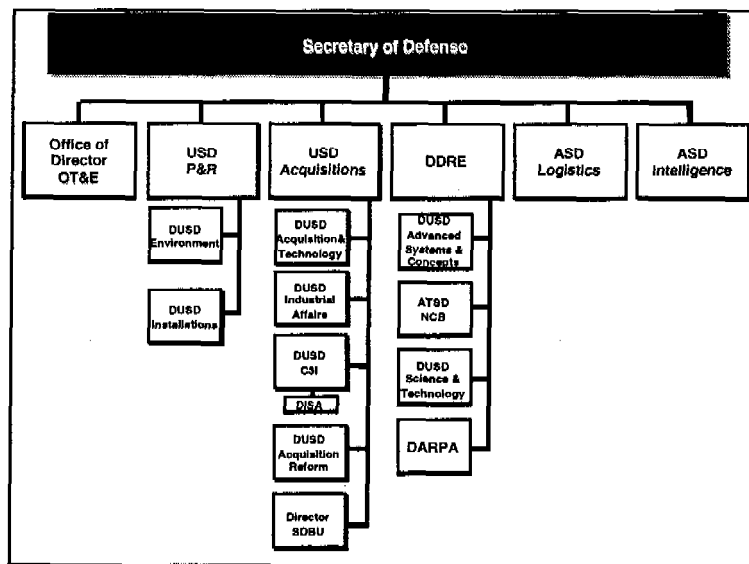 Secretary of Defense
Office of
Director
OT&E
USD
P&R
USD
Acquisitions
DDRE
ASD
Logistics
ASD
Intelligence
DUSD
Environment
DUSD
Installations
DUSD
Acquisition&
Technology
DUSD
Industrial
Affairs
DUSD
C3I
DISA
DUSD
Acquisition
Reform
Director
SDBU
DUSD
Advanced
Systems &
Concepts
ATSD
NCB
DUSD
Science &
Technology
DARPA